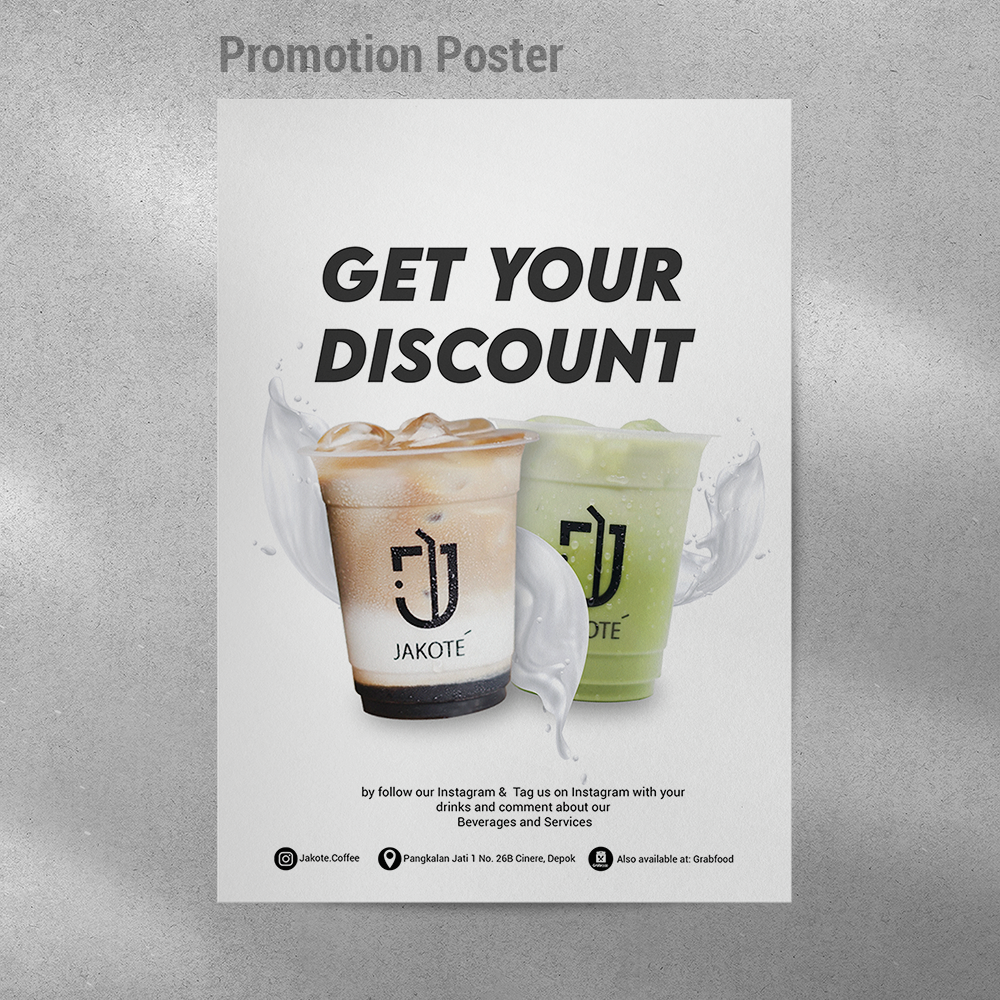 Promotion Poster
GET YOUR
DISCOUNT
JAKOTÉ
OTÉ
by follow our Instagram & Tag us on Instagram with your
drinks and comment about our
Beverages and Services
Jakote.Coffee
Pangkalan Jati 1 No. 26B Cinere, Depok
Also available at: Grabfood